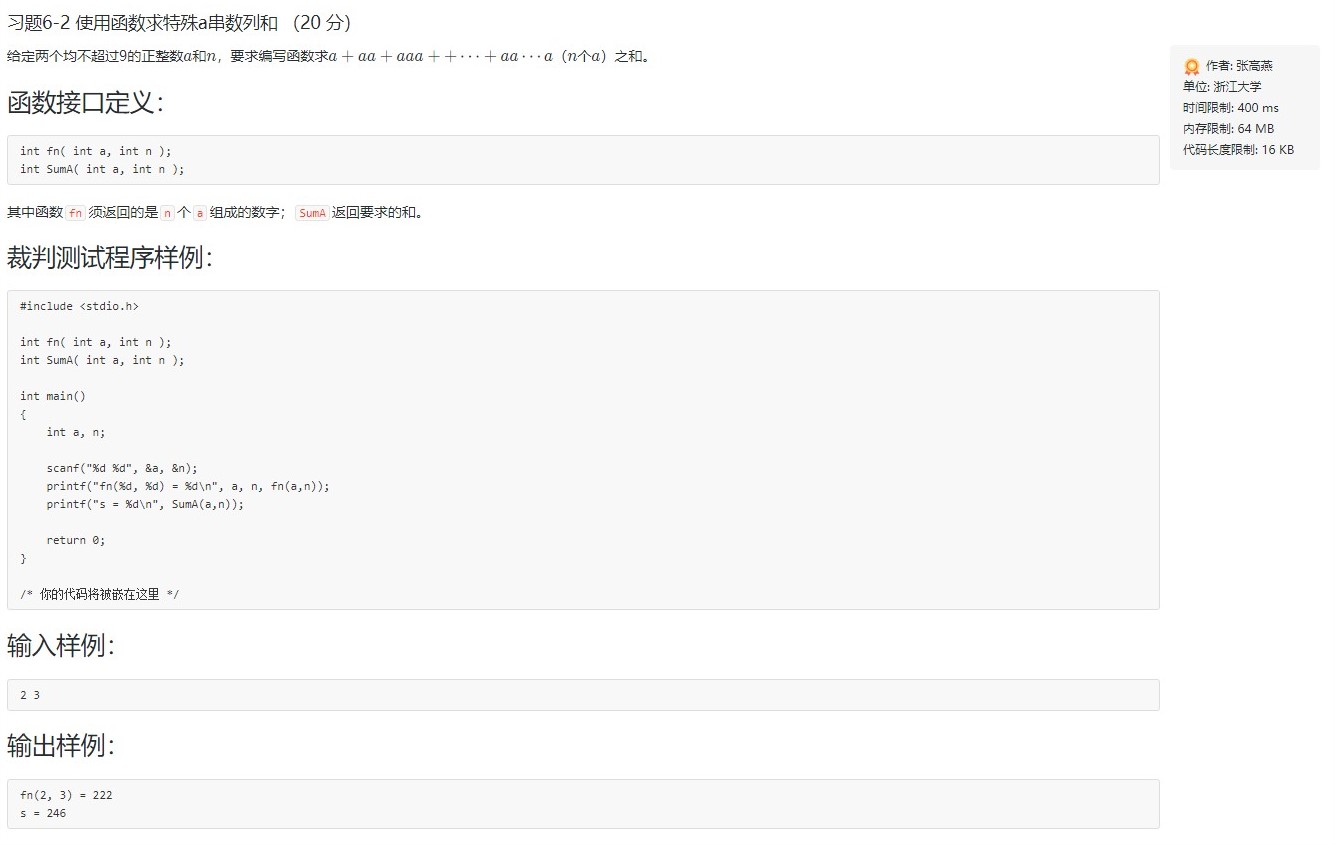 习题6-2 使用函数求特殊a串数列和 （20 分）
给定两个均不超过9的正整数a和n，要求编写函数求a + aa + aaa + + ⋯ + aa⋯a（n个a）之和。
作者: 张高燕
单位: 浙江大学
时间限制: 400 ms
内存限制: 64 MB
代码长度限制: 16 KB
函数接口定义：
int fn( int a, int n );
int SumA( int a, int n );
其中函数 fn 须返回的是 n 个 a 组成的数字； SumA 返回要求的和。
裁判测试程序样例：
#include <stdio.h>
int fn( int a, int n );
int SumA( int a, int n );
int main()
{
    int a, n;
    scanf("%d %d", &a, &n);
    printf("fn(%d, %d) = %d\n", a, n, fn(a,n));
    printf("s = %d\n", SumA(a,n));
    return 0;
}
/* 你的代码将被嵌在这里 */
输入样例：
2 3
输出样例：
fn(2, 3) = 222
s = 246